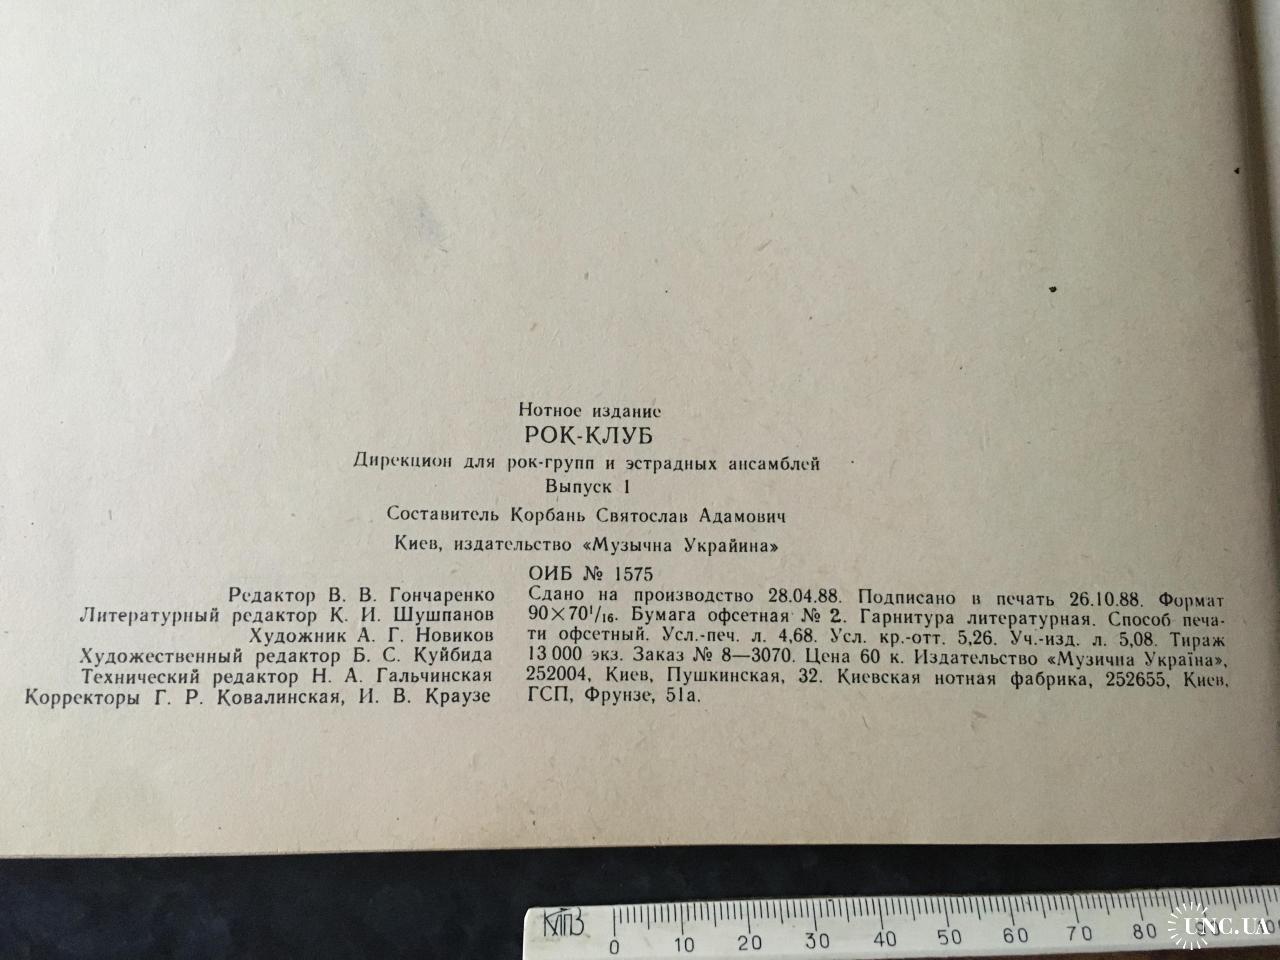 Нотное издание
РОК-КЛУБ
Дирекцион для рок-групп и эстрадных ансамблей
Выпуск 1
Составитель Корбань Святослав Адамович
Киев, издательство «Музычна Украйина»
ОИБ № 1575
Редактор В. В. Гончаренко
Литературный редактор К. И. Шушпанов
Художник А. Г. Новиков
Художественный редактор Б. С. Куйбида
Технический редактор Н. А. Гальчинская
Корректоры Г. Р. Ковалинская, И. В. Краузе
Сдано на производство 28.04.88. Подписано в печать 26.10.88. Формат
90×70¹/₁₆. Бумага офсетная № 2. Гарнитура литературная. Способ печа-
ти офсетный. Усл.-печ. л. 4,68. Усл. кр.-отт. 5,26. Уч.-изд. л. 5,08. Тираж
13 000 экз. Заказ № 8—3070. Цена 60 к. Издательство «Музична Україна»,
252004, Киев, Пушкинская, 32. Киевская нотная фабрика, 252655, Киев,
ГСП, Фрунзе, 51а.
КЛПЗ
0 10 20 30 40 50 60 70 80 90
UNC.UA